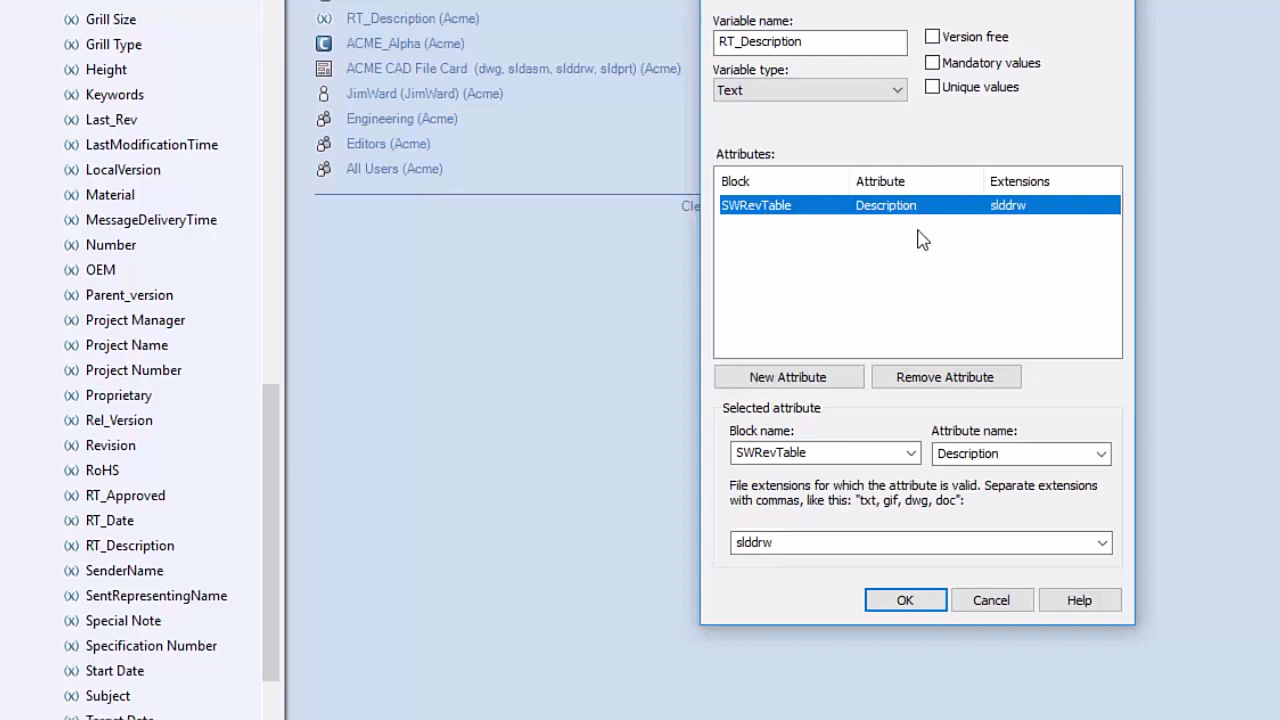 Grill Size
Grill Type
Height
Keywords
Last_Rev
LastModificationTime
LocalVersion
Material
MessageDeliveryTime
Number
OEM
Parent_version
Project Manager
Project Name
Project Number
Proprietary
Rel_Version
Revision
RoHS
RT_Approved
RT_Date
RT_Description
SenderName
SentRepresentingName
Special Note
Specification Number
Start Date
Subject
RT_Description (Acme)
ACME_Alpha (Acme)
ACME CAD File Card (dwg, sldasm, slddrw, sldprt) (Acme)
JimWard (JimWard) (Acme)
Engineering (Acme)
Editors (Acme)
All Users (Acme)
Cle
Variable name:
RT_Description
Version free
Variable type:
Mandatory values
Text
Unique values
Attributes:
Block Attribute Extensions
SWRevTable Description slddrw
New Attribute Remove Attribute
Selected attribute
Block name: Attribute name:
SWRevTable Description
File extensions for which the attribute is valid. Separate extensions
with commas, like this: "txt, gif, dwg, doc":
slddrw
OK Cancel Help